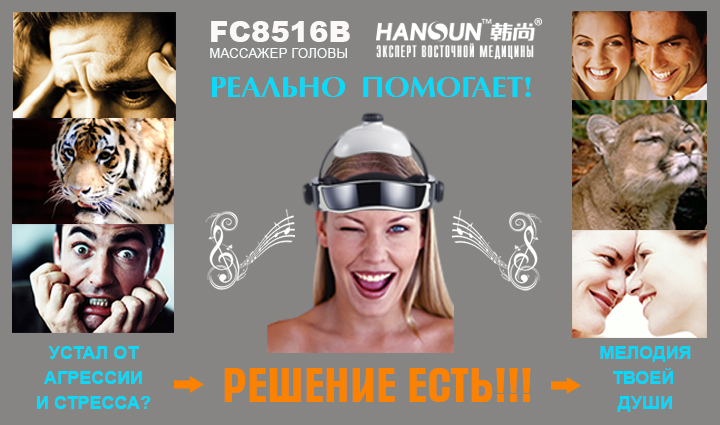 FC8516B
МАССАЖЕР ГОЛОВЫ
HANSUN™韩尚®
ЭКСПЕРТ ВОСТОЧНОЙ МЕДИЦИНЫ
РЕАЛЬНО ПОМОГАЕТ!
УСТАЛ ОТ
АГРЕССИИ
И СТРЕССА?
РЕШЕНИЕ ЕСТЬ!!!
МЕЛОДИЯ
ТВОЕЙ
ДУШИ